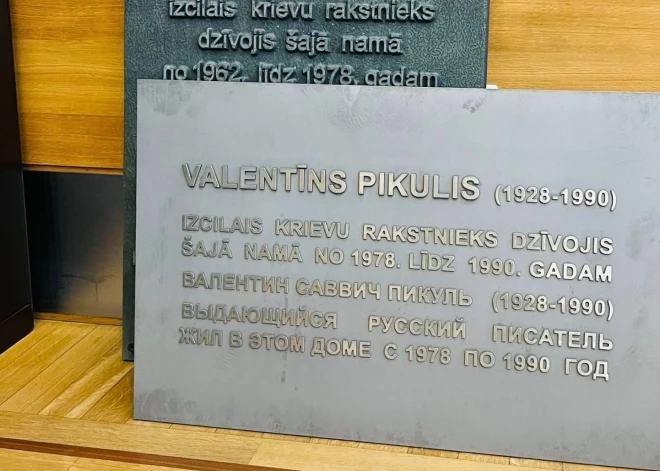 izcilais krievu rakstnieks
dzīvojis šajā namā
no 1962. līdz 1978. gadam
VALENTĪNS PIKULIS (1928-1990)
IZCILAIS KRIEVU RAKSTNIEKS DZĪVOJIS
ŠAJĀ NAMĀ NO 1978. LĪDZ 1990. GADAM
ВАЛЕНТИН САВВИЧ ПИКУЛЬ (1928-1990)
ВЫДАЮЩИЙСЯ РУССКИЙ ПИСАТЕЛЬ
ЖИЛ В ЭТОМ ДОМЕ С 1978 ПО 1990 ГОД